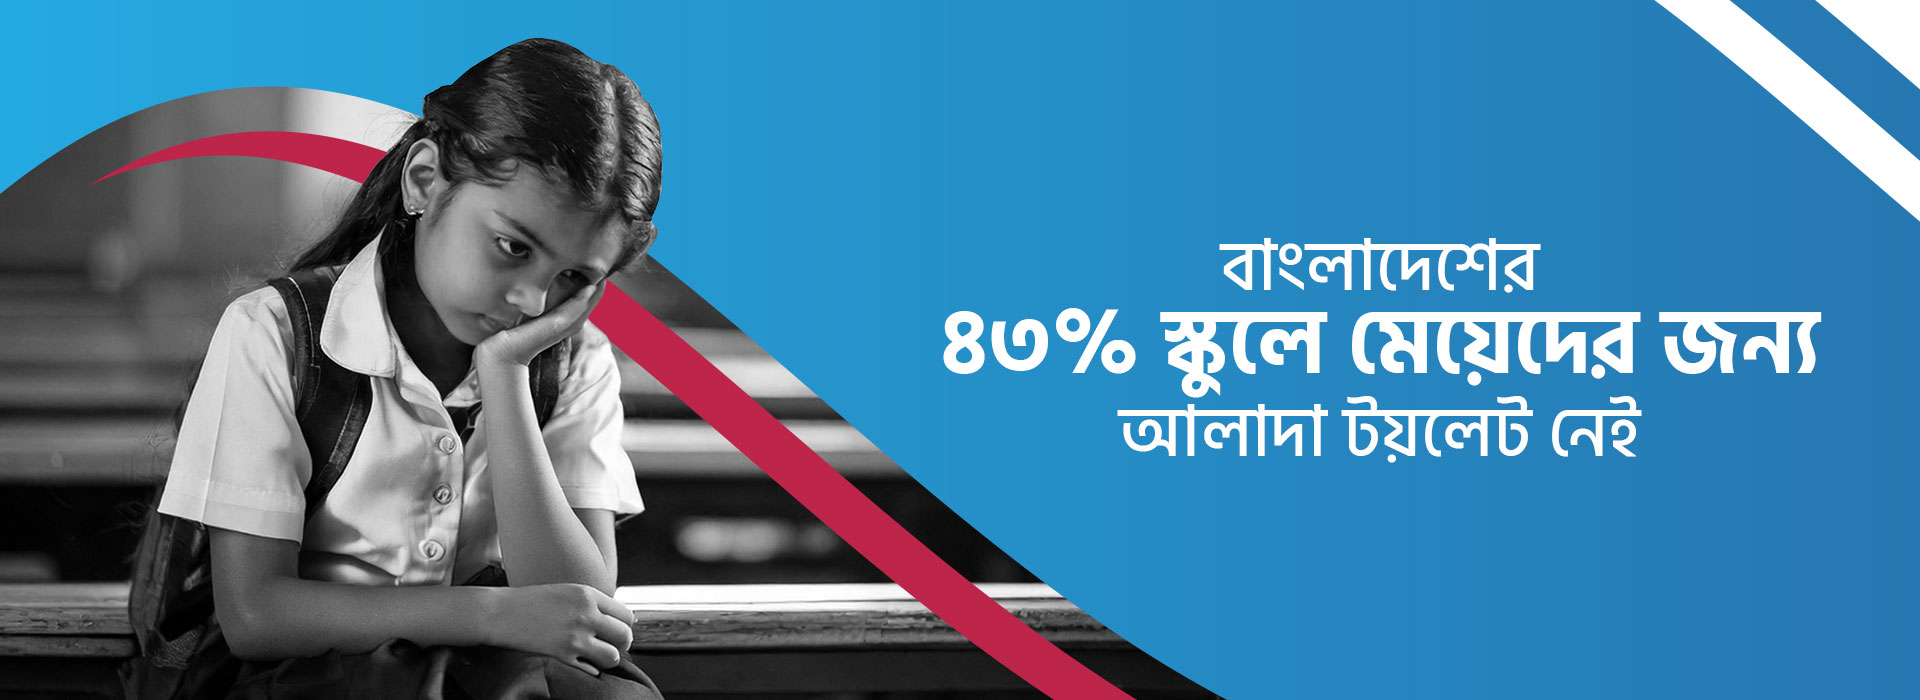 বাংলাদেশের
৪৩% স্কুলে মেয়েদের জন্য
আলাদা টয়লেট নেই